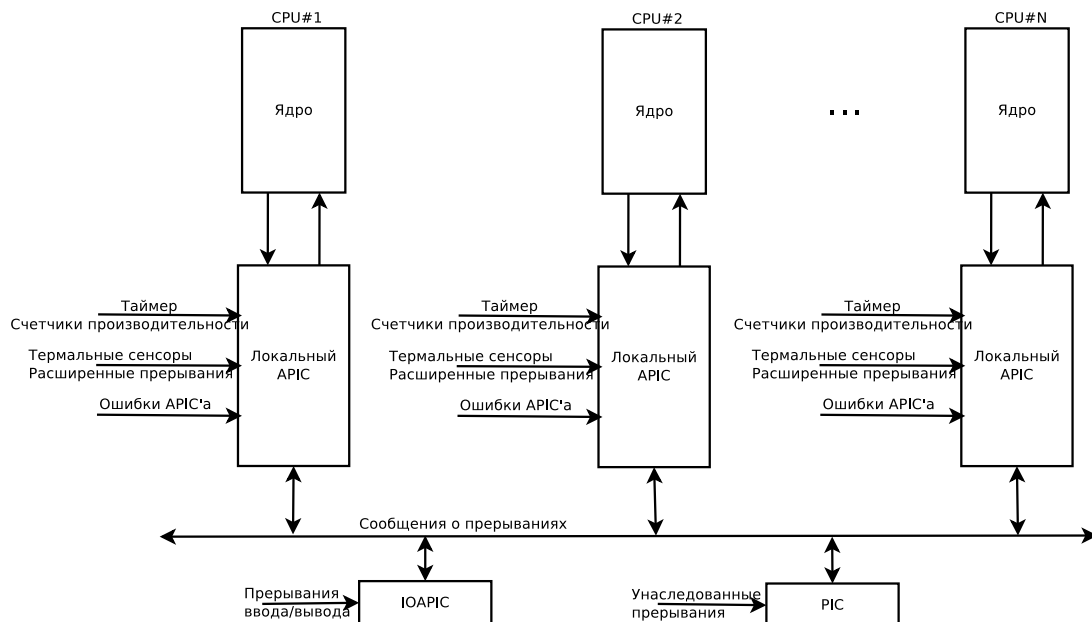 CPU#1
CPU#2
CPU#N
Ядро
Ядро
...
Ядро
Таймер
Счетчики производительности
Термальные сенсоры
Расширенные прерывания
Ошибки APIC'а
Локальный
APIC
Таймер
Счетчики производительности
Термальные сенсоры
Расширенные прерывания
Ошибки APIC'а
Локальный
APIC
Таймер
Счетчики производительности
Термальные сенсоры
Расширенные прерывания
Ошибки APIC'а
Локальный
APIC
Сообщения о прерываниях
Прерывания
ввода/вывода
IOAPIC
Унаследованные
прерывания
PIC